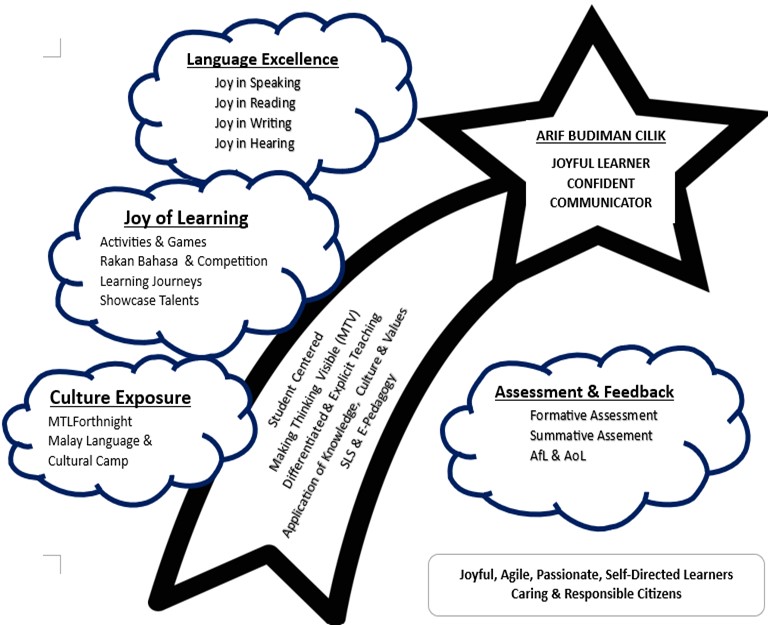 Language Excellence
Joy in Speaking
Joy in Reading
Joy in Writing
Joy in Hearing
ARIF BUDIMAN CILIK
JOYFUL LEARNER
CONFIDENT
COMMUNICATOR
Joy of Learning
Activities & Games
Rakan Bahasa & Competition
Learning Journeys
Showcase Talents
Student Centered
Making Thinking Visible (MTV)
Differentiated & Explicit Teaching
Application of Knowledge, Culture & Values
SLS & E-Pedagogy
Culture Exposure
MTLForthnight
Malay Language &
Cultural Camp
Assessment & Feedback
Formative Assessment
Summative Assement
AfL & AoL
Joyful, Agile, Passionate, Self-Directed Learners
Caring & Responsible Citizens